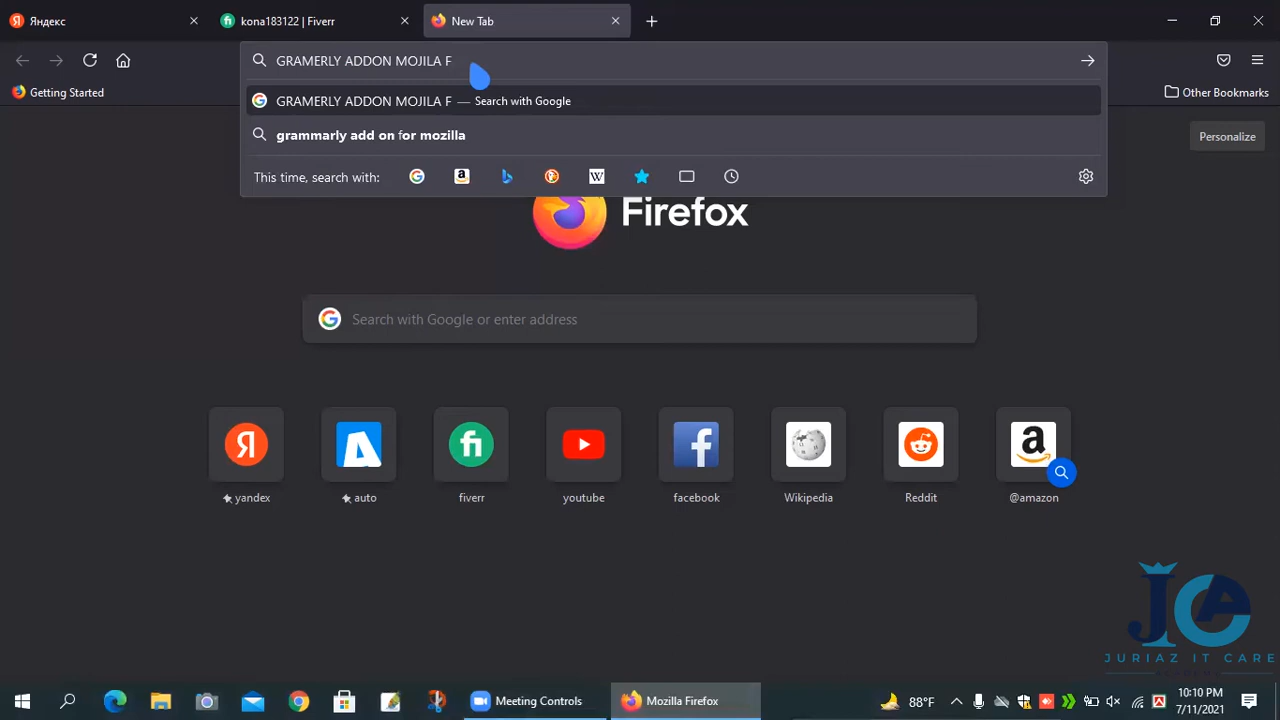 Яндекс
kona183122 | Fiverr
New Tab
GRAMERLY ADDON MOJILA F
Getting Started
Other Bookmarks
GRAMERLY ADDON MOJILA F — Search with Google
grammarly add on for mozilla
This time, search with:
Personalize
Firefox
Search with Google or enter address
yandex
auto
fiverr
youtube
facebook
Wikipedia
Reddit
@amazon
JURIAZ IT CARE
Meeting Controls
Mozilla Firefox
88°F
10:10 PM
7/11/2021